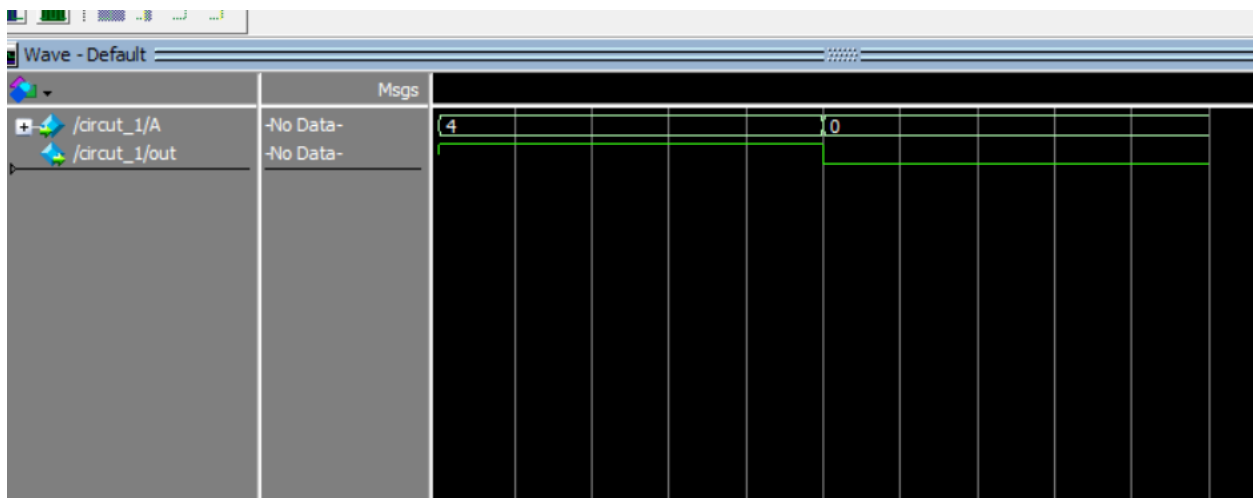 Wave - Default
Msgs
/circut_1/A -No Data- 4 0
/circut_1/out -No Data-